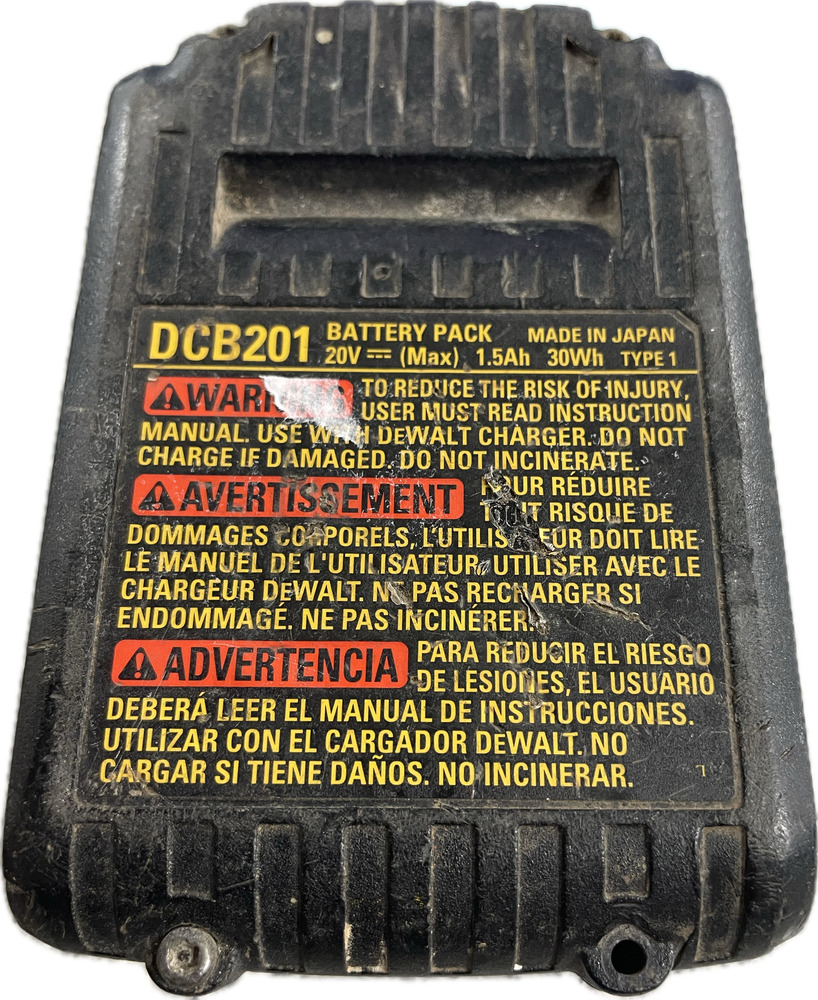 DCB201 BATTERY PACK MADE IN JAPAN
20V ⎓ (Max) 1.5Ah 30Wh TYPE 1
TO REDUCE THE RISK OF INJURY,
USER MUST READ INSTRUCTION
MANUAL. USE WITH DeWALT CHARGER. DO NOT
CHARGE IF DAMAGED. DO NOT INCINERATE.
AVERTISSEMENT POUR RÉDUIRE
TOUT RISQUE DE
DOMMAGES CORPORELS, L'UTILISATEUR DOIT LIRE
LE MANUEL DE L'UTILISATEUR, UTILISER AVEC LE
CHARGEUR DeWALT. NE PAS RECHARGER SI
ENDOMMAGÉ. NE PAS INCINÉRER.
ADVERTENCIA PARA REDUCIR EL RIESGO
DE LESIONES, EL USUARIO
DEBERÁ LEER EL MANUAL DE INSTRUCCIONES.
UTILIZAR CON EL CARGADOR DeWALT. NO
CARGAR SI TIENE DAÑOS. NO INCINERAR.